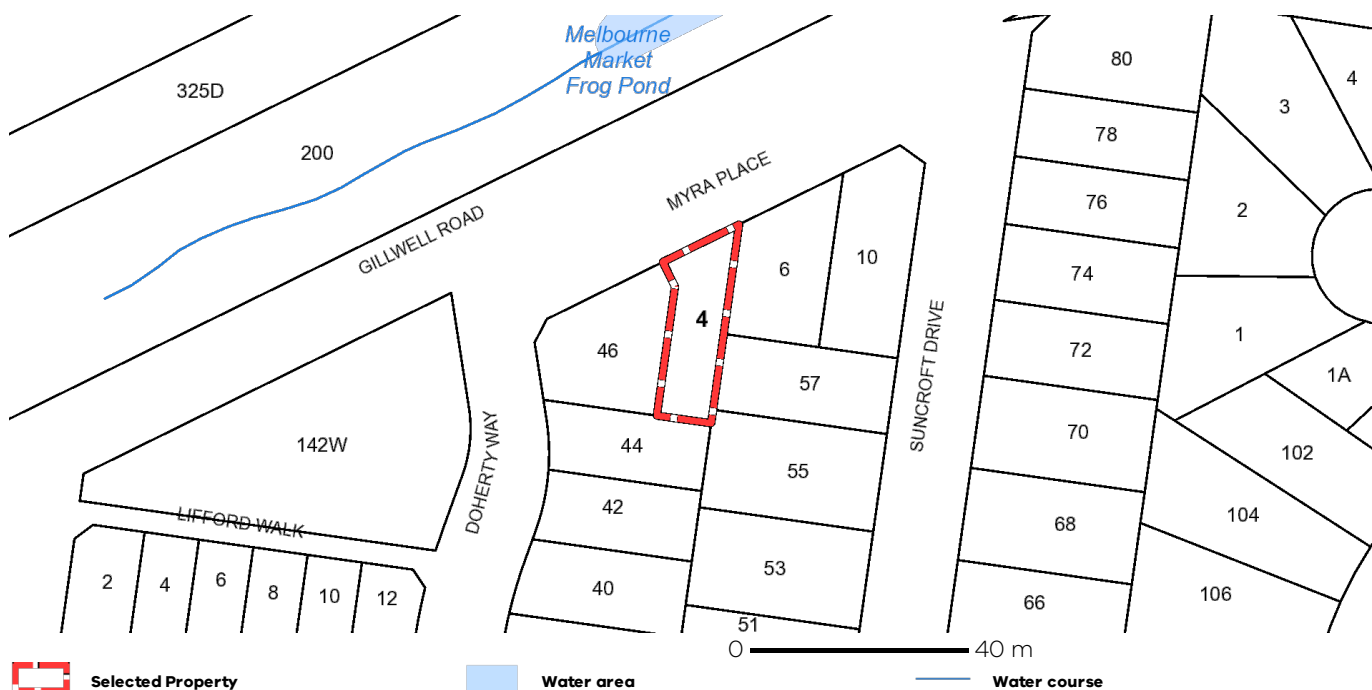 Melbourne
Market
Frog Pond
325D
200
GILLWELL ROAD
MYRA PLACE
80
78
76
74
72
70
68
66
3
4
2
1
1A
102
104
106
6
10
4
46
57
SUNCROFT DRIVE
142W
DOHERTY WAY
44
55
42
53
40
51
LIFFORD WALK
2
4
6
8
10
12
0 40 m
Selected Property
Water area
Water course